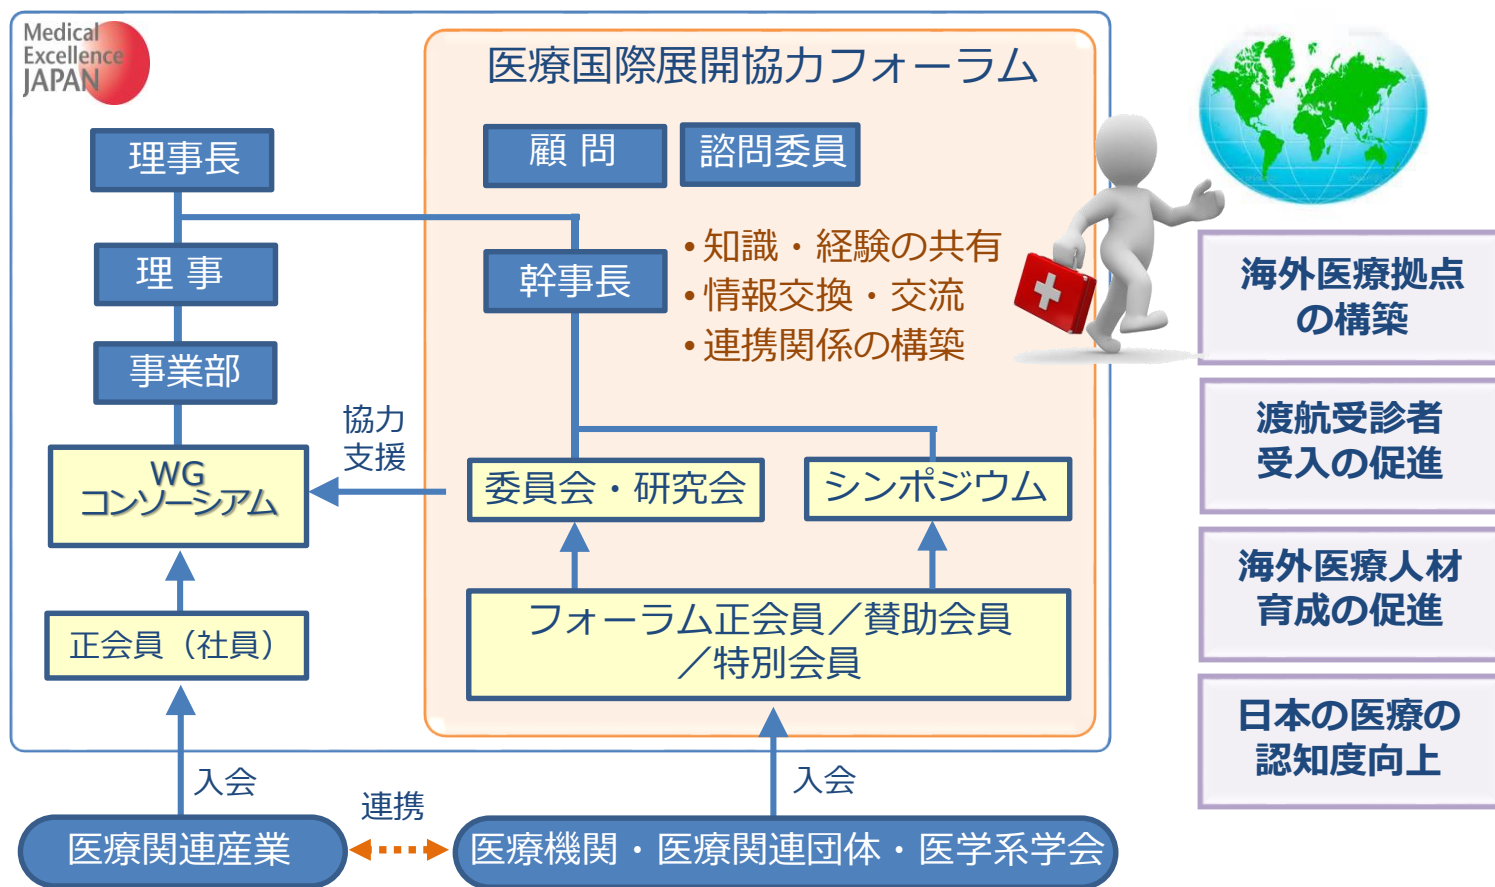 Medical
Excellence
JAPAN
医療国際展開協力フォーラム
理事長
顧 問
諮問委員
理 事
幹事長
・知識・経験の共有
・情報交換・交流
・連携関係の構築
事業部
協力
支援
WG
コンソーシアム
委員会・研究会
シンポジウム
正会員（社員）
フォーラム正会員／賛助会員
／特別会員
入会
入会
連携
医療関連産業
医療機関・医療関連団体・医学系学会
海外医療拠点
の構築
渡航受診者
受入の促進
海外医療人材
育成の促進
日本の医療の
認知度向上